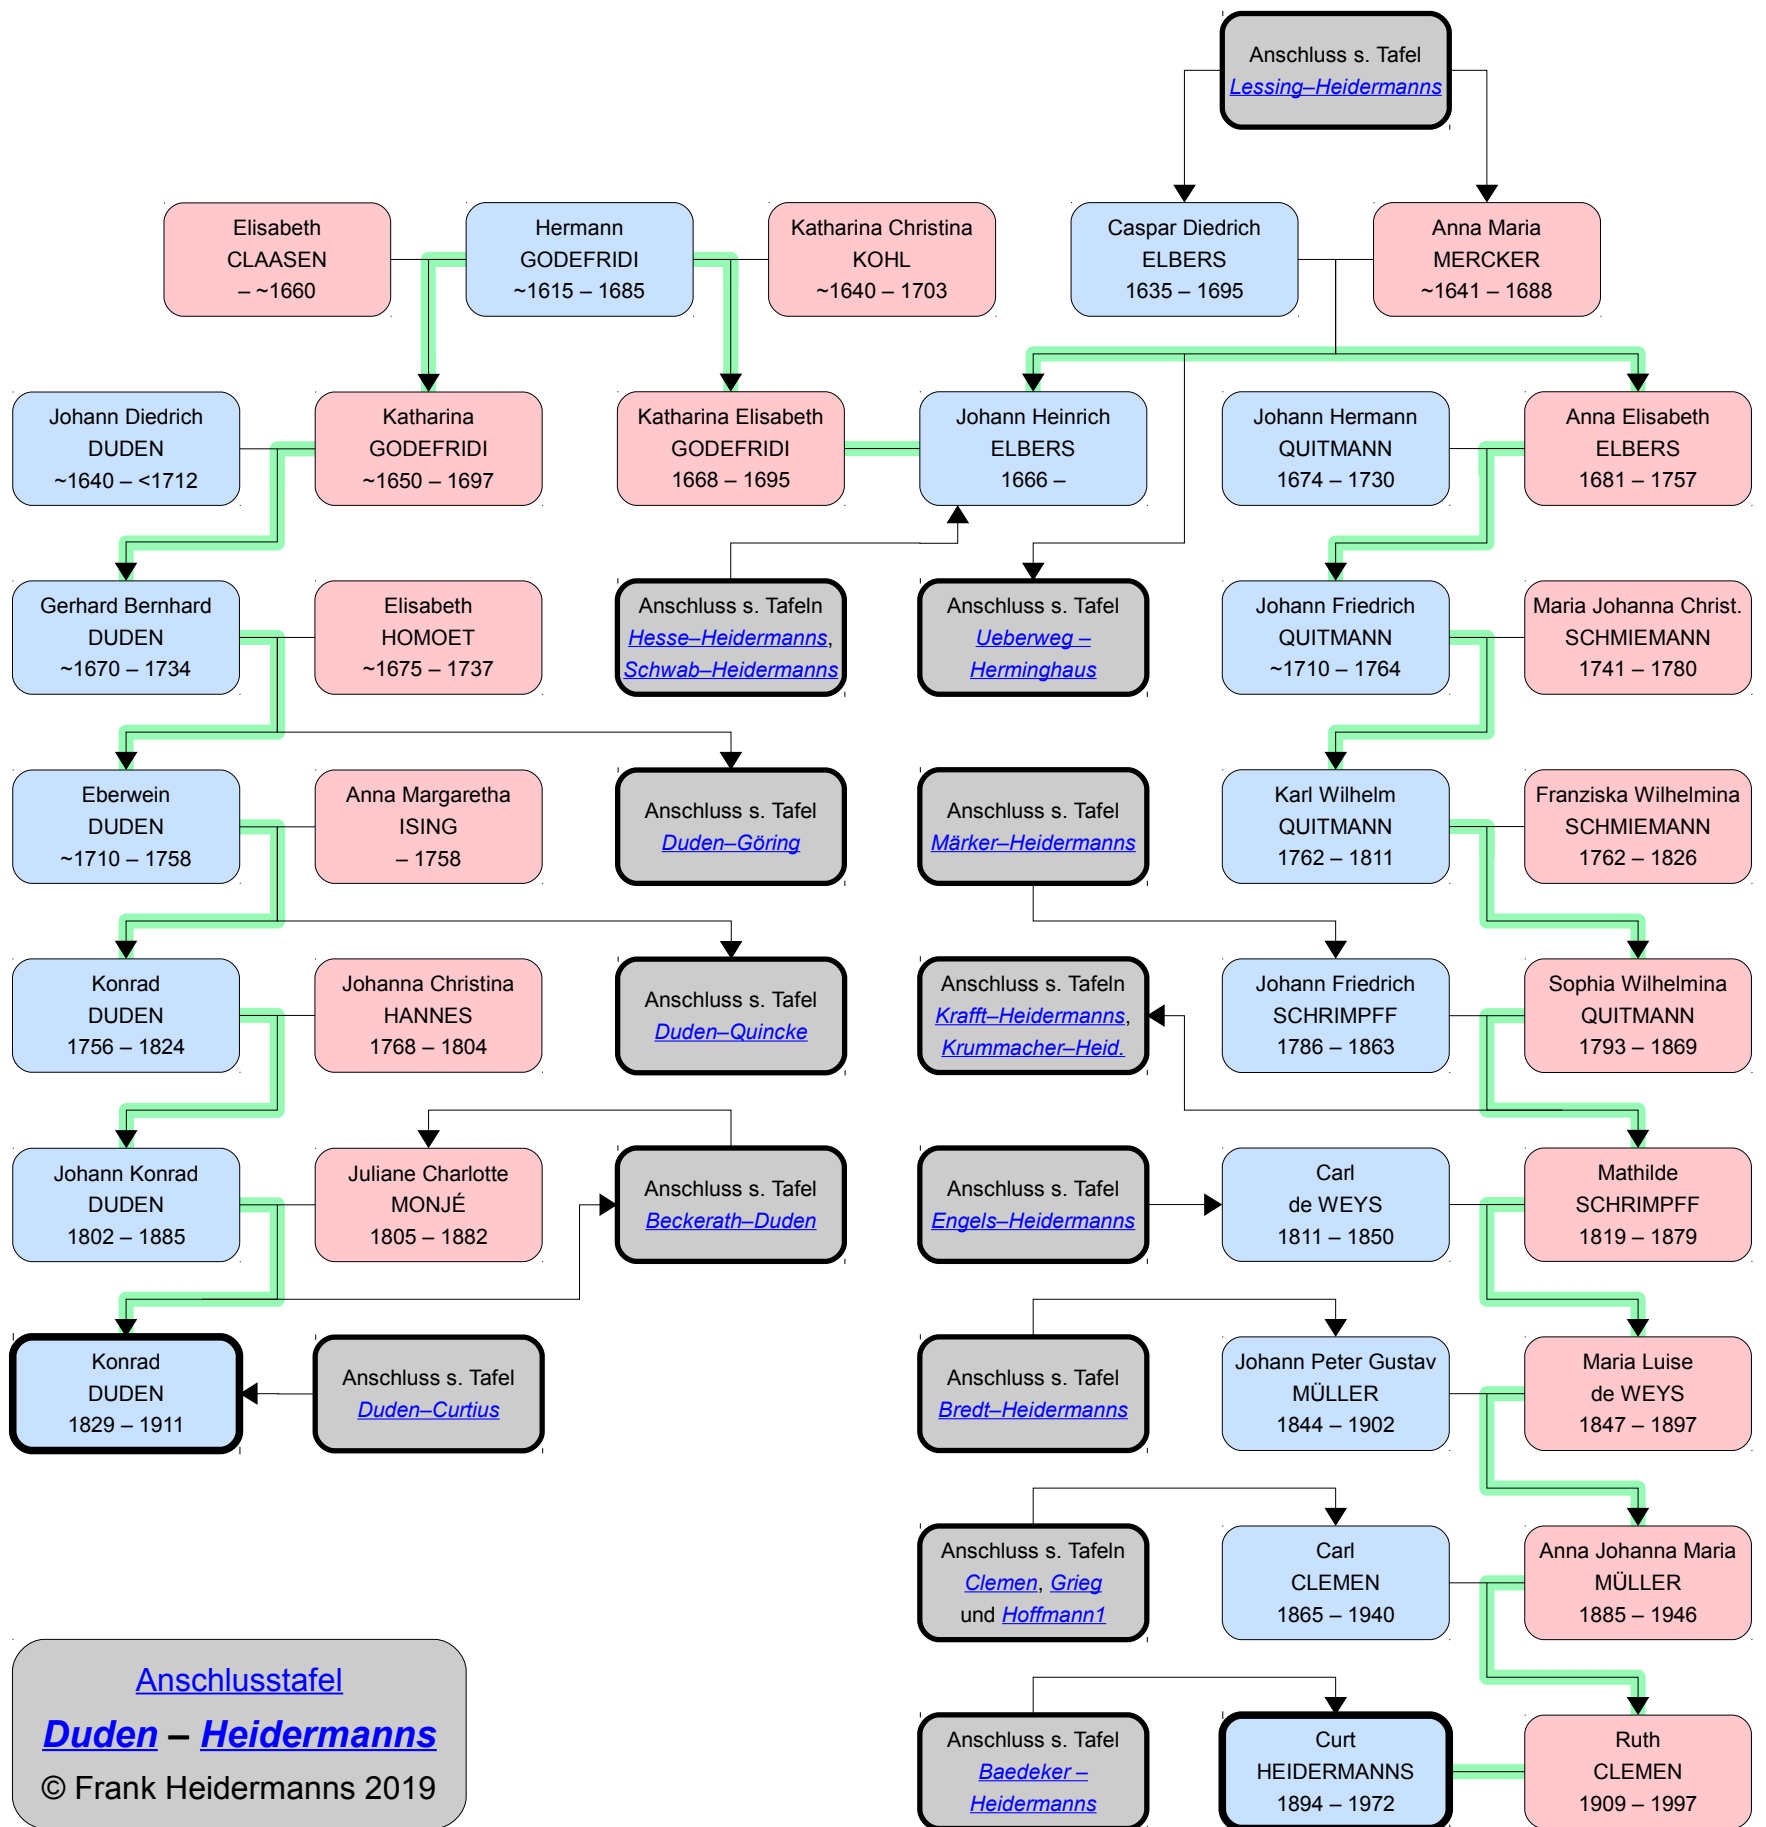 Anschluss s. Tafel
Lessing–Heidermanns
Elisabeth
CLAASEN
– ~1660
Hermann
GODEFRIDI
~1615 – 1685
Katharina Christina
KOHL
~1640 – 1703
Caspar Diedrich
ELBERS
1635 – 1695
Anna Maria
MERCKER
~1641 – 1688
Johann Diedrich
DUDEN
~1640 – <1712
Katharina
GODEFRIDI
~1650 – 1697
Katharina Elisabeth
GODEFRIDI
1668 – 1695
Johann Heinrich
ELBERS
1666 –
Johann Hermann
QUITMANN
1674 – 1730
Anna Elisabeth
ELBERS
1681 – 1757
Gerhard Bernhard
DUDEN
~1670 – 1734
Elisabeth
HOMOET
~1675 – 1737
Anschluss s. Tafeln
Hesse–Heidermanns,
Schwab–Heidermanns
Anschluss s. Tafel
Ueberweg –
Herminghaus
Johann Friedrich
QUITMANN
~1710 – 1764
Maria Johanna Christ.
SCHMIEMANN
1741 – 1780
Eberwein
DUDEN
~1710 – 1758
Anna Margaretha
ISING
– 1758
Anschluss s. Tafel
Duden–Göring
Anschluss s. Tafel
Märker–Heidermanns
Karl Wilhelm
QUITMANN
1762 – 1811
Franziska Wilhelmina
SCHMIEMANN
1762 – 1826
Konrad
DUDEN
1756 – 1824
Johanna Christina
HANNES
1768 – 1804
Anschluss s. Tafel
Duden–Quincke
Anschluss s. Tafeln
Krafft–Heidermanns,
Krummacher–Heid.
Johann Friedrich
SCHRIMPFF
1786 – 1863
Sophia Wilhelmina
QUITMANN
1793 – 1869
Johann Konrad
DUDEN
1802 – 1885
Juliane Charlotte
MONJÉ
1805 – 1882
Anschluss s. Tafel
Beckerath–Duden
Anschluss s. Tafel
Engels–Heidermanns
Carl
de WEYS
1811 – 1850
Mathilde
SCHRIMPFF
1819 – 1879
Konrad
DUDEN
1829 – 1911
Anschluss s. Tafel
Duden–Curtius
Anschluss s. Tafel
Bredt–Heidermanns
Johann Peter Gustav
MÜLLER
1844 – 1902
Maria Luise
de WEYS
1847 – 1897
Anschluss s. Tafeln
Clemen, Grieg
und Hoffmann1
Carl
CLEMEN
1865 – 1940
Anna Johanna Maria
MÜLLER
1885 – 1946
Anschluss s. Tafel
Baedeker –
Heidermanns
Curt
HEIDERMANNS
1894 – 1972
Ruth
CLEMEN
1909 – 1997
Anschlusstafel
Duden – Heidermanns
© Frank Heidermanns 2019